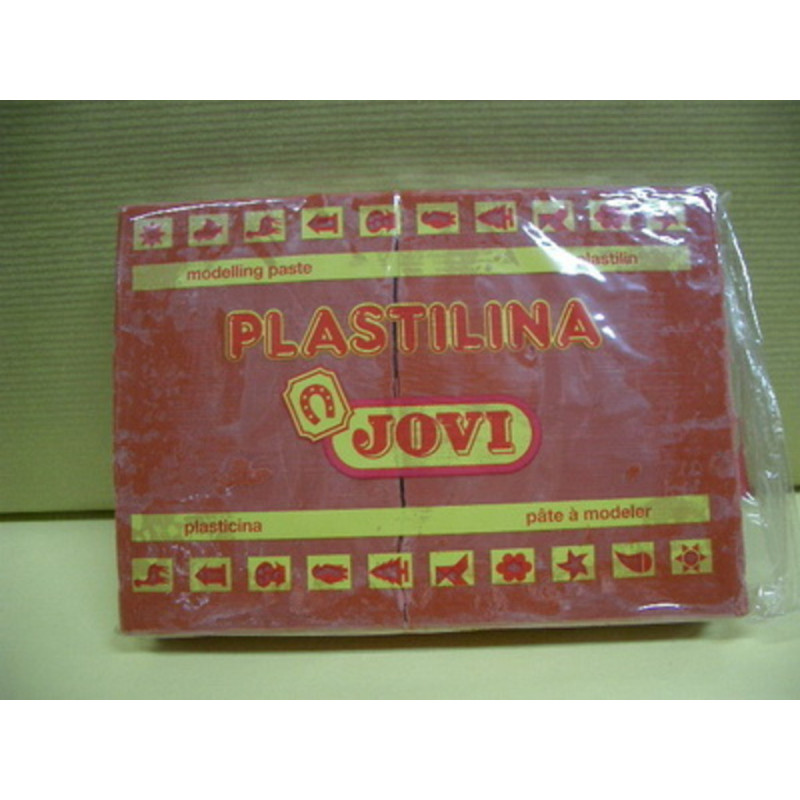 modelling paste plastilin
PLASTILINA
JOVI
plasticina pâte à modeler